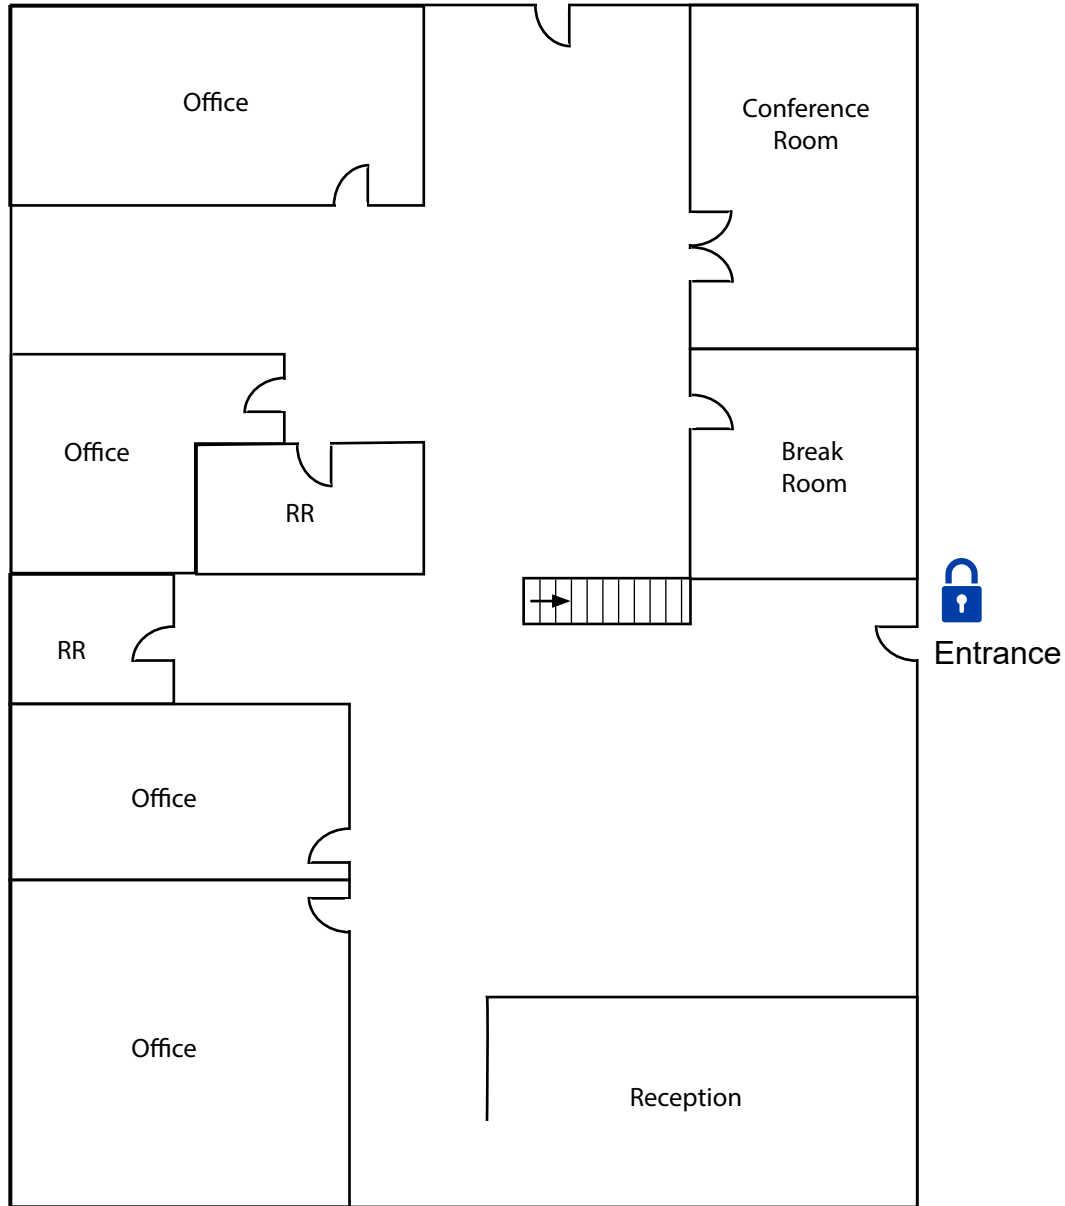 Office
Conference
Room
Office
Break
Room
RR
RR
Entrance
Office
Office
Reception